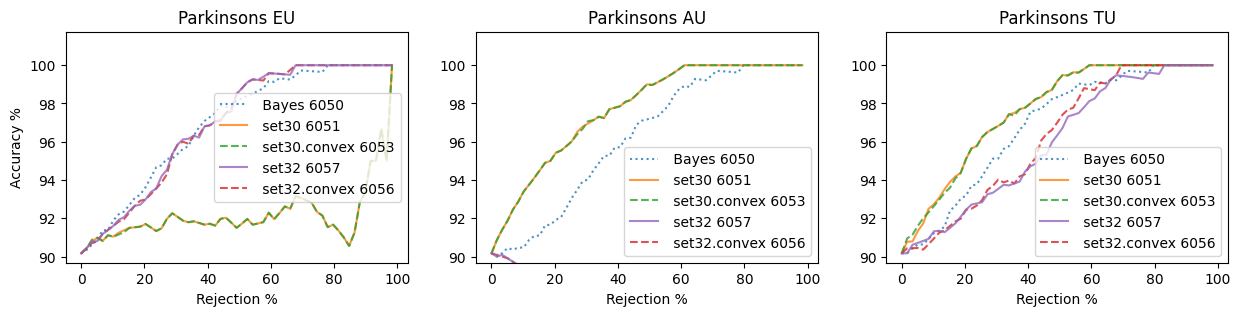 Parkinsons EU
Accuracy %
100
98
96
94
92
90
Bayes 6050
set30 6051
set30.convex 6053
set32 6057
set32.convex 6056
0 20 40 60 80 100
Rejection %
Parkinsons AU
100
98
96
94
92
90
Bayes 6050
set30 6051
set30.convex 6053
set32 6057
set32.convex 6056
0 20 40 60 80 100
Rejection %
Parkinsons TU
100
98
96
94
92
90
Bayes 6050
set30 6051
set30.convex 6053
set32 6057
set32.convex 6056
0 20 40 60 80 100
Rejection %